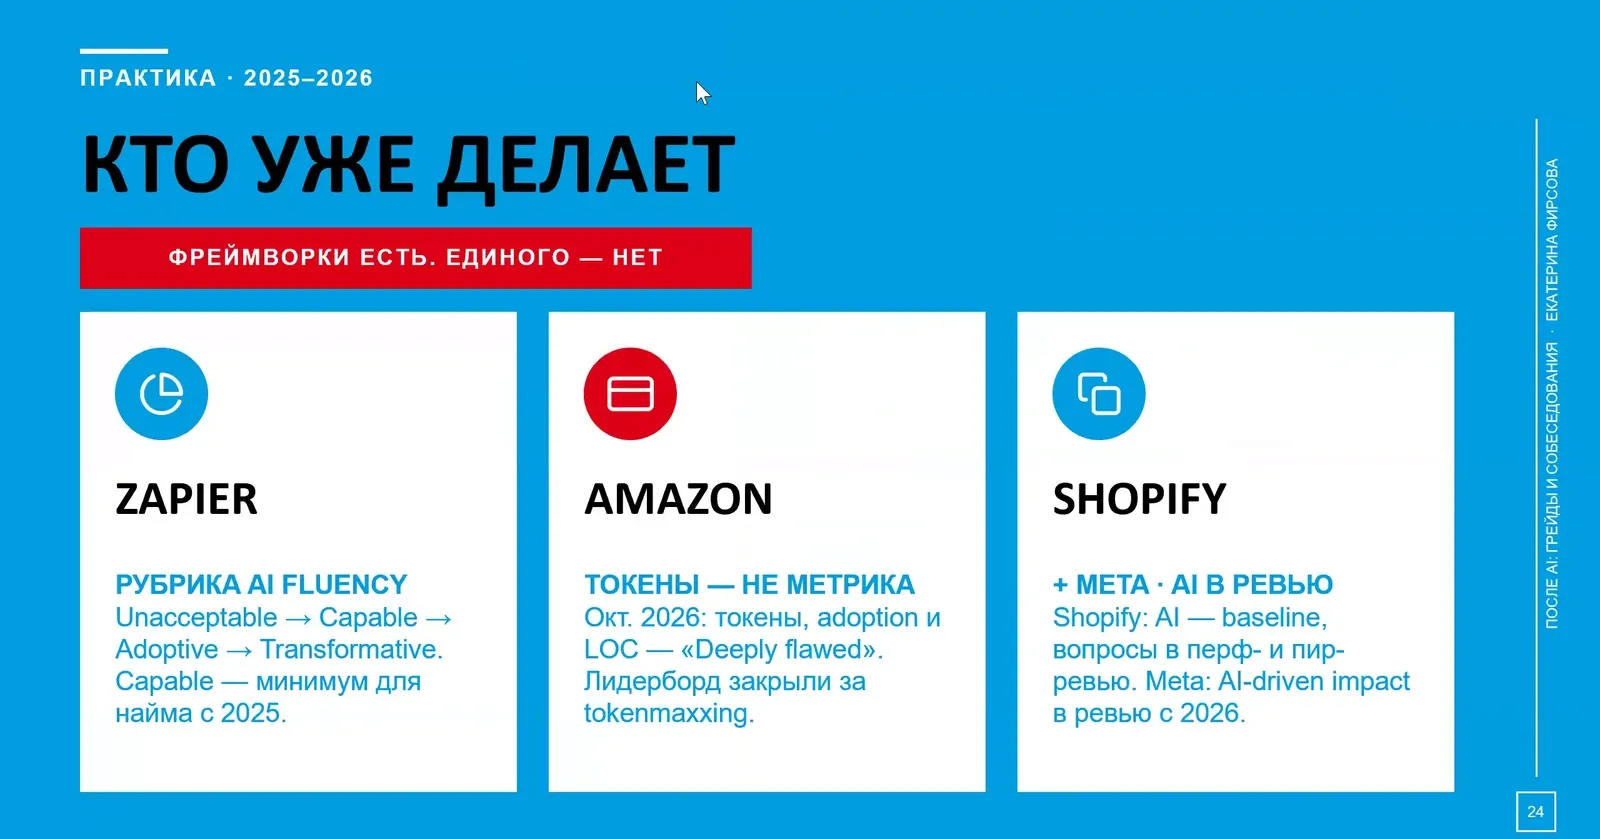 ПРАКТИКА · 2025–2026
КТО УЖЕ ДЕЛАЕТ
ФРЕЙМВОРКИ ЕСТЬ. ЕДИНОГО — НЕТ
ZAPIER
РУБРИКА AI FLUENCY
Unacceptable → Capable →
Adoptive → Transformative.
Capable — минимум для
найма с 2025.
AMAZON
ТОКЕНЫ — НЕ МЕТРИКА
Окт. 2026: токены, adoption и
LOC — «Deeply flawed».
Лидерборд закрыли за
tokenmaxxing.
SHOPIFY
+ META · AI В РЕВЬЮ
Shopify: AI — baseline,
вопросы в перф- и пир-
ревью. Meta: AI-driven impact
в ревью с 2026.
ПОСЛЕ AI: ГРЕЙДЫ И СОБЕСЕДОВАНИЯ · ЕКАТЕРИНА ФИРСОВА
24